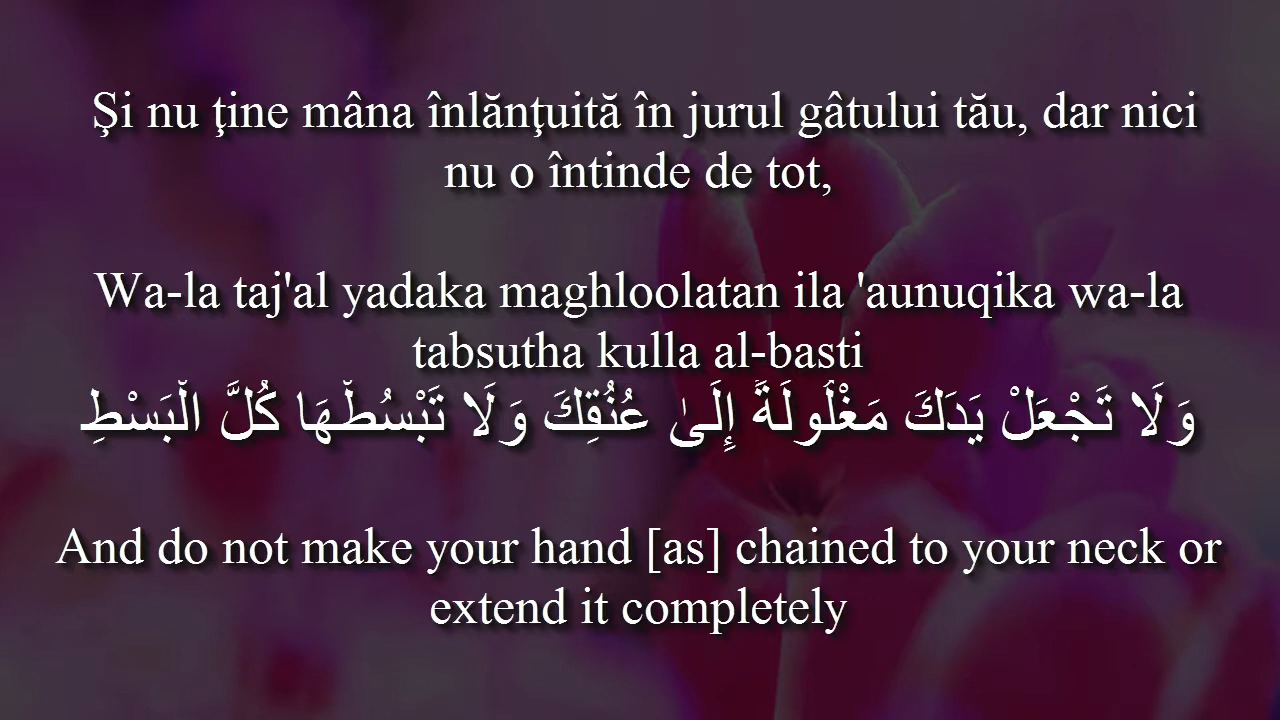 Şi nu ţine mâna înlănţuită în jurul gâtului tău, dar nici
nu o întinde de tot,
Wa-la taj'al yadaka maghloolatan ila 'aunuqika wa-la
tabsutha kulla al-basti
وَلَا تَجْعَلْ يَدَكَ مَغْلُولَةً إِلَىٰ عُنُقِكَ وَلَا تَبْسُطْهَا كُلَّ الْبَسْطِ
And do not make your hand [as] chained to your neck or
extend it completely